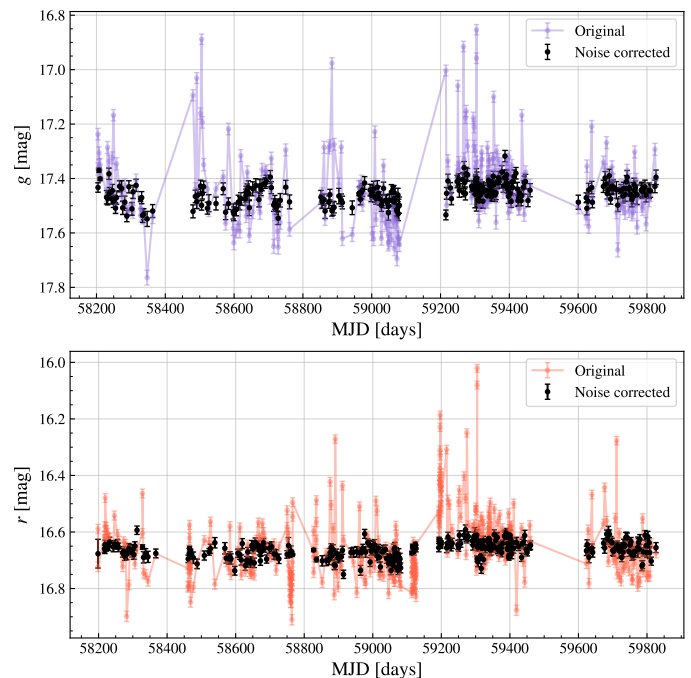 16.8
17.0
17.2
17.4
17.6
17.8
g [mag]
Original
Noise corrected
58200 58400 58600 58800 59000 59200 59400 59600 59800
MJD [days]
16.0
16.2
16.4
16.6
16.8
r [mag]
Original
Noise corrected
58200 58400 58600 58800 59000 59200 59400 59600 59800
MJD [days]